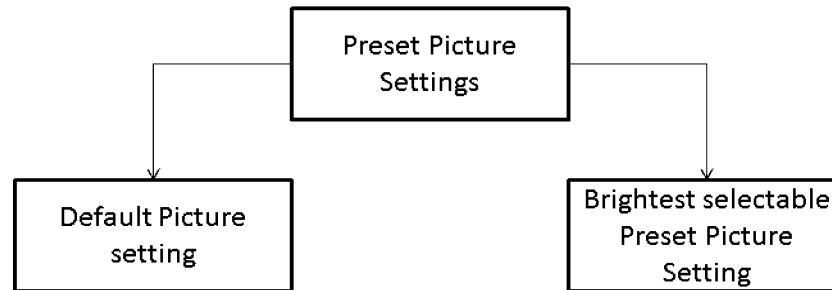 Preset Picture
Settings
Default Picture
setting
Brightest selectable
Preset Picture
Setting